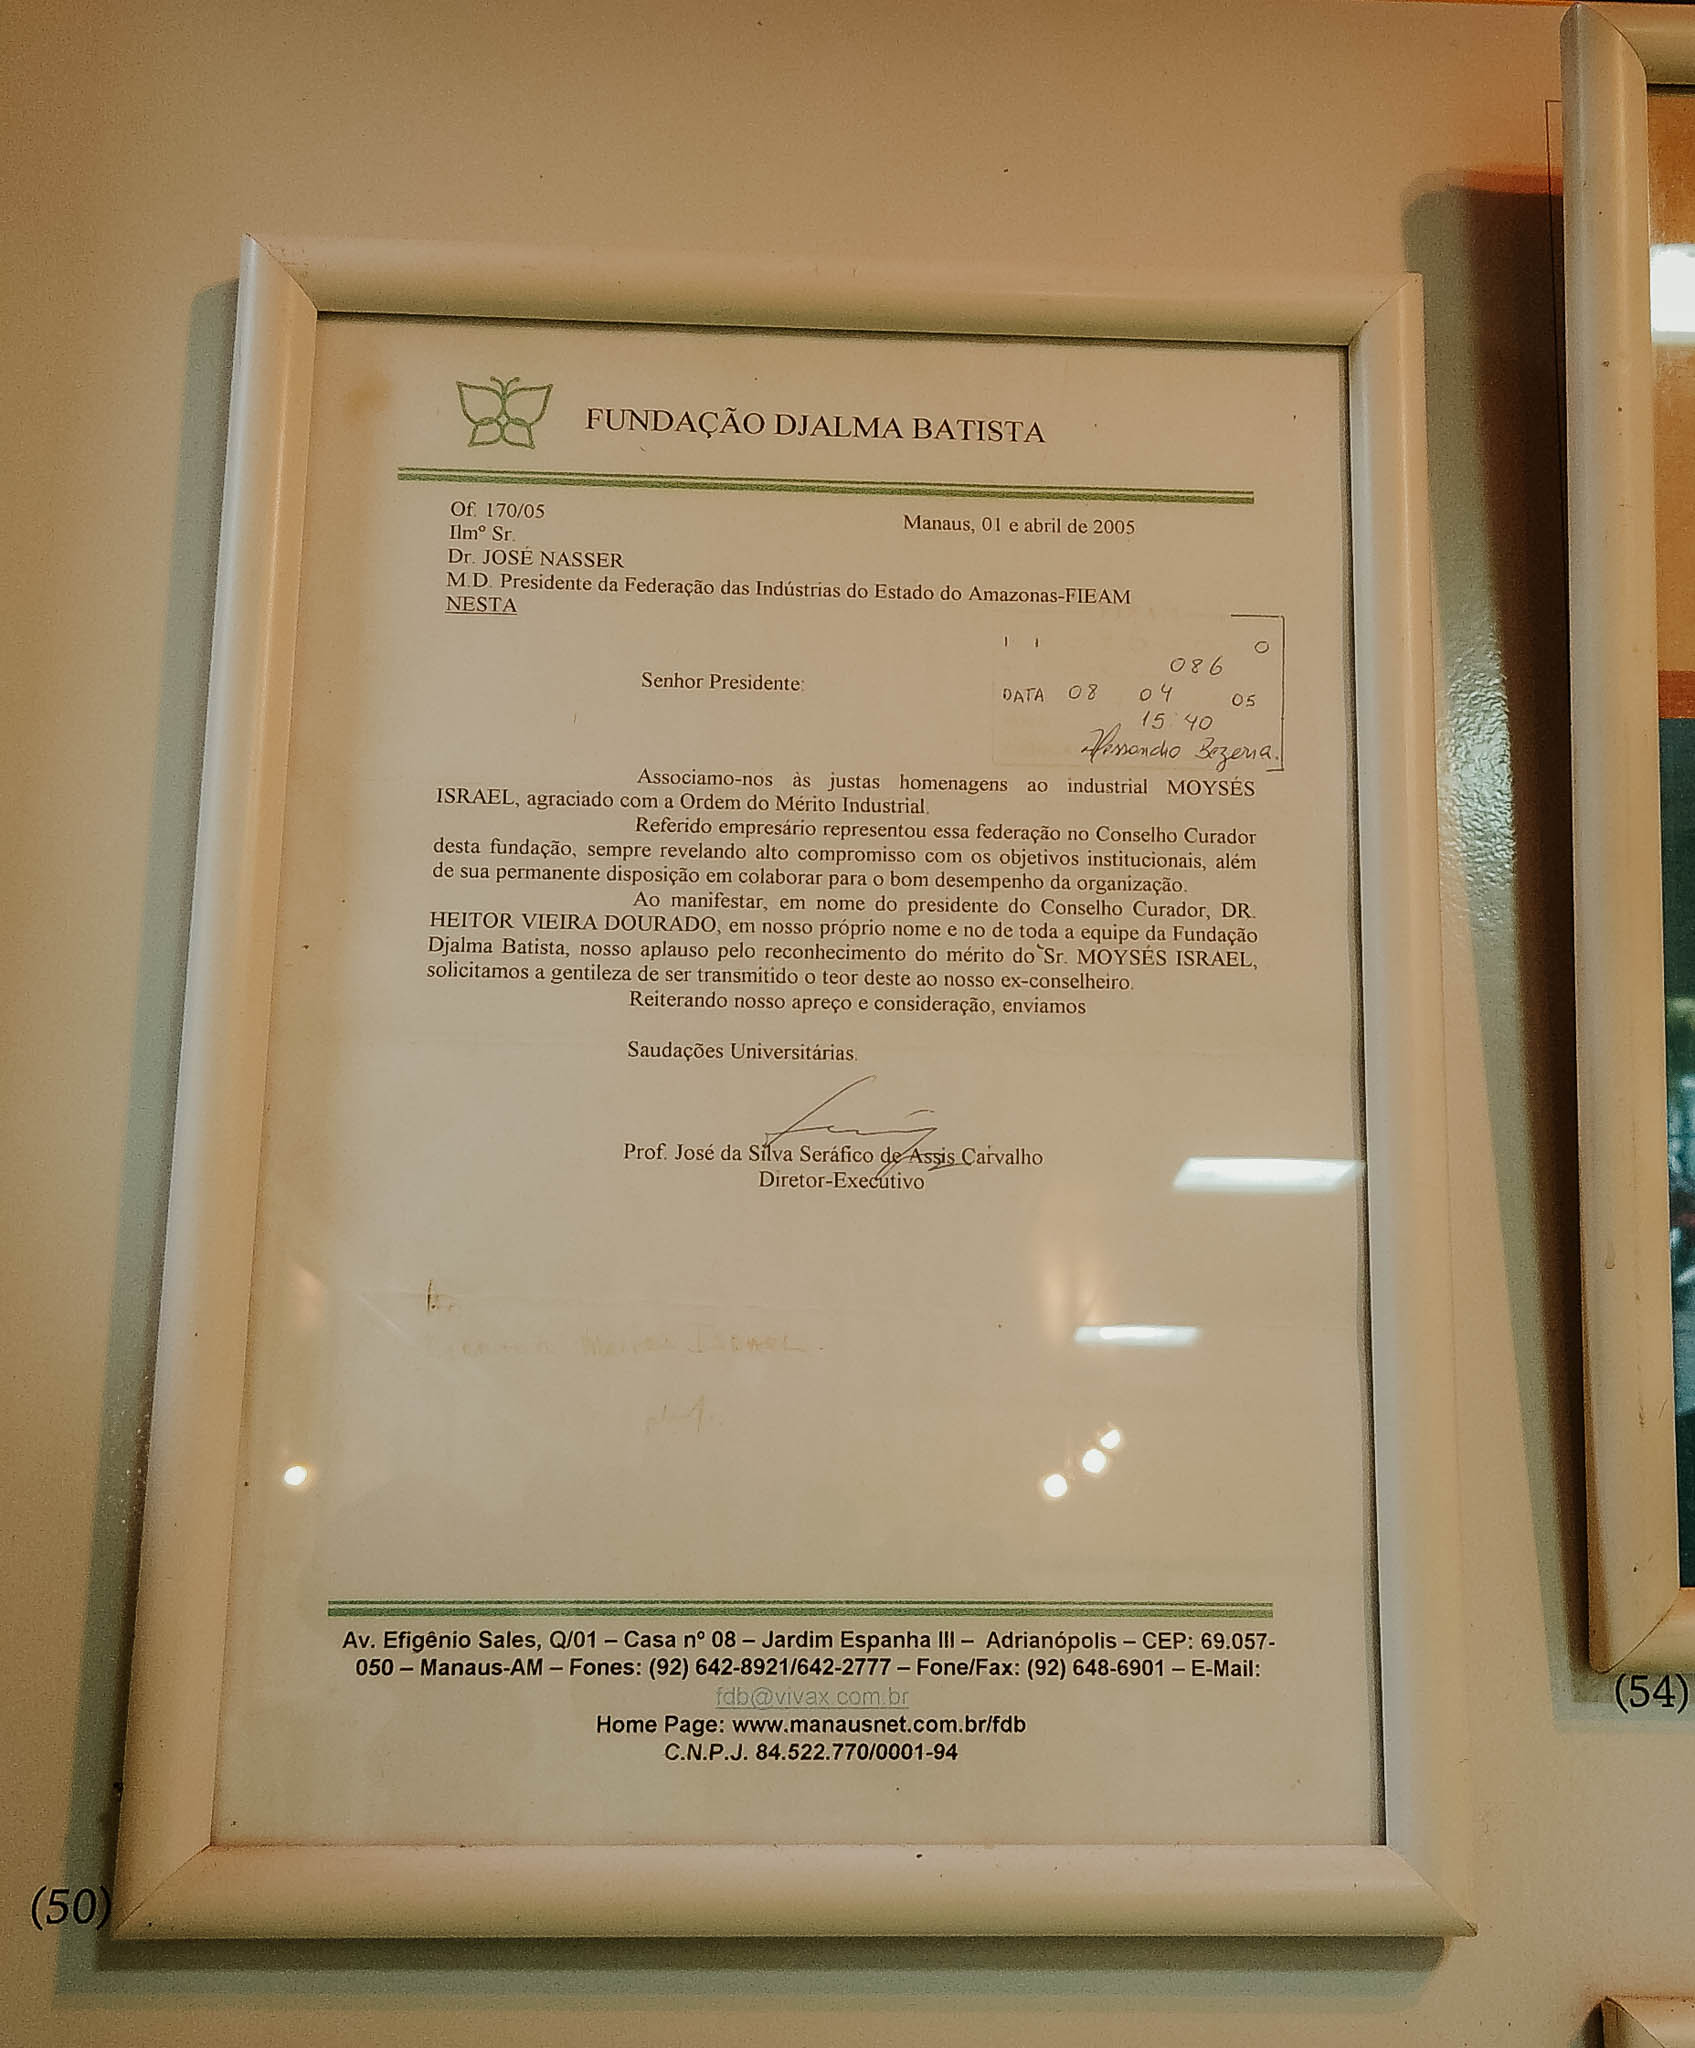 FUNDAÇÃO DJALMA BATISTA
Of. 170/05
Manaus, 01 e abril de 2005
Ilmº Sr.
Dr. JOSÉ NASSER
M.D. Presidente da Federação das Indústrias do Estado do Amazonas-FIEAM
NESTA
086
Senhor Presidente:
DATA 08 04 05
15:40
Alessandro Bezerra.
Associamo-nos às justas homenagens ao industrial MOYSÉS
ISRAEL, agraciado com a Ordem do Mérito Industrial.
Referido empresário representou essa federação no Conselho Curador
desta fundação, sempre revelando alto compromisso com os objetivos institucionais, além
de sua permanente disposição em colaborar para o bom desempenho da organização.
Ao manifestar, em nome do presidente do Conselho Curador, DR.
HEITOR VIEIRA DOURADO, em nosso próprio nome e no de toda a equipe da Fundação
Djalma Batista, nosso aplauso pelo reconhecimento do mérito do Sr. MOYSÉS ISRAEL,
solicitamos a gentileza de ser transmitido o teor deste ao nosso ex-conselheiro.
Reiterando nosso apreço e consideração, enviamos
Saudações Universitárias.
Prof. José da Silva Seráfico de Assis Carvalho
Diretor-Executivo
ISRAEL.
Av. Efigênio Sales, Q/01 – Casa nº 08 – Jardim Espanha III – Adrianópolis – CEP: 69.057-
050 – Manaus-AM – Fones: (92) 642-8921/642-2777 – Fone/Fax: (92) 648-6901 – E-Mail:
fdb@vivax.com.br
Home Page: www.manausnet.com.br/fdb
C.N.P.J. 84.522.770/0001-94
(54)
(50)